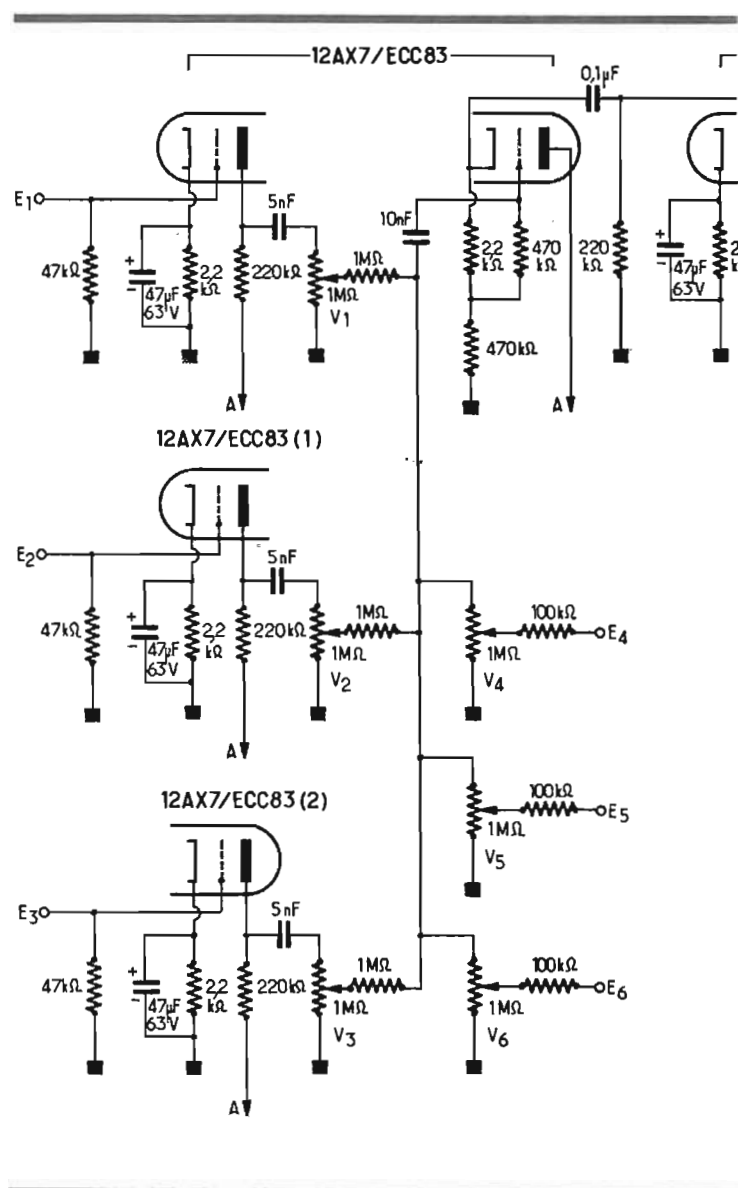 12AX7/ECC83
0,1µF
E1
47kΩ
+
47µF
-
63V
2,2
kΩ
220kΩ
5nF
1MΩ
V1
1MΩ
10nF
2,2
kΩ
470
kΩ
220
kΩ
470kΩ
+
47µF
-
63V
A
A
12AX7/ECC83 (1)
E2
47kΩ
+
47µF
-
63V
2,2
kΩ
220kΩ
5nF
1MΩ
V2
1MΩ
1MΩ
V4
100kΩ
E4
A
12AX7/ECC83 (2)
1MΩ
V5
100kΩ
E5
E3
47kΩ
+
47µF
-
63V
2,2
kΩ
220kΩ
5nF
1MΩ
V3
1MΩ
1MΩ
V6
100kΩ
E6
A